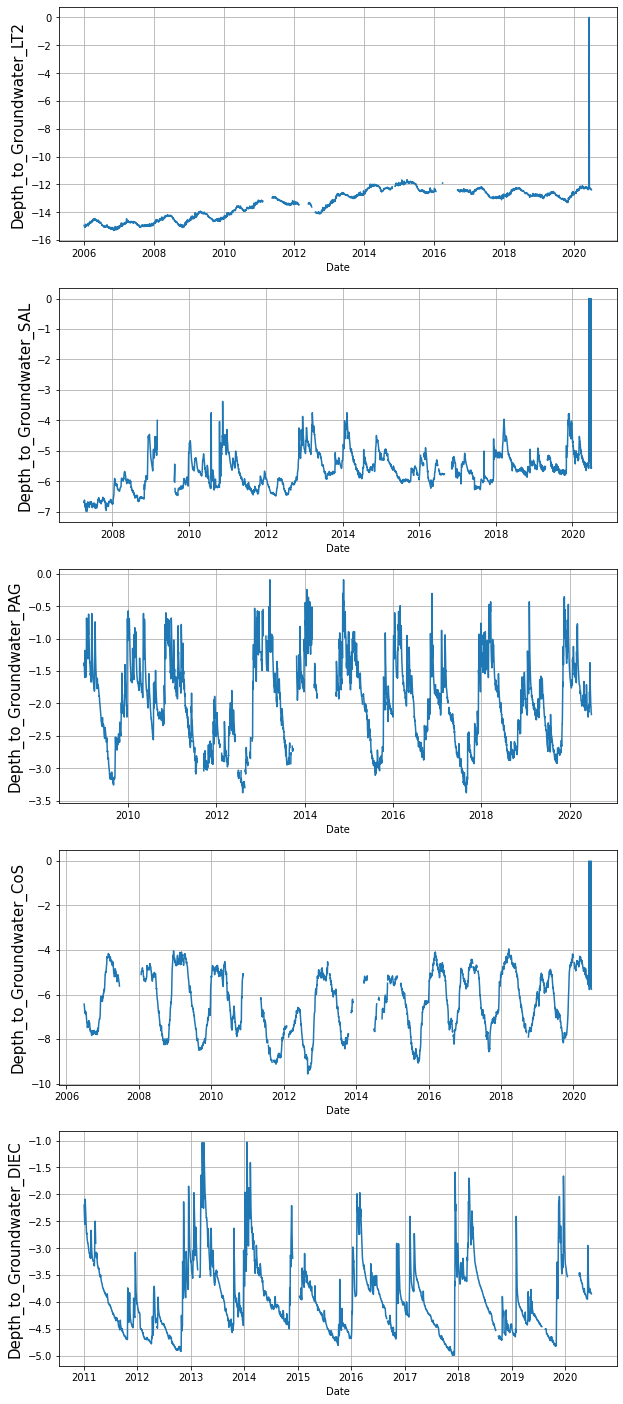 Depth_to_Groundwater_LT2
0
−2
−4
−6
−8
−10
−12
−14
−16
2006 2008 2010 2012 2014 2016 2018 2020
Date
Depth_to_Groundwater_SAL
0
−1
−2
−3
−4
−5
−6
−7
2008 2010 2012 2014 2016 2018 2020
Date
Depth_to_Groundwater_PAG
0.0
−0.5
−1.0
−1.5
−2.0
−2.5
−3.0
−3.5
2010 2012 2014 2016 2018 2020
Date
Depth_to_Groundwater_CoS
0
−2
−4
−6
−8
−10
2006 2008 2010 2012 2014 2016 2018 2020
Date
Depth_to_Groundwater_DIEC
−1.0
−1.5
−2.0
−2.5
−3.0
−3.5
−4.0
−4.5
−5.0
2011 2012 2013 2014 2015 2016 2017 2018 2019 2020
Date